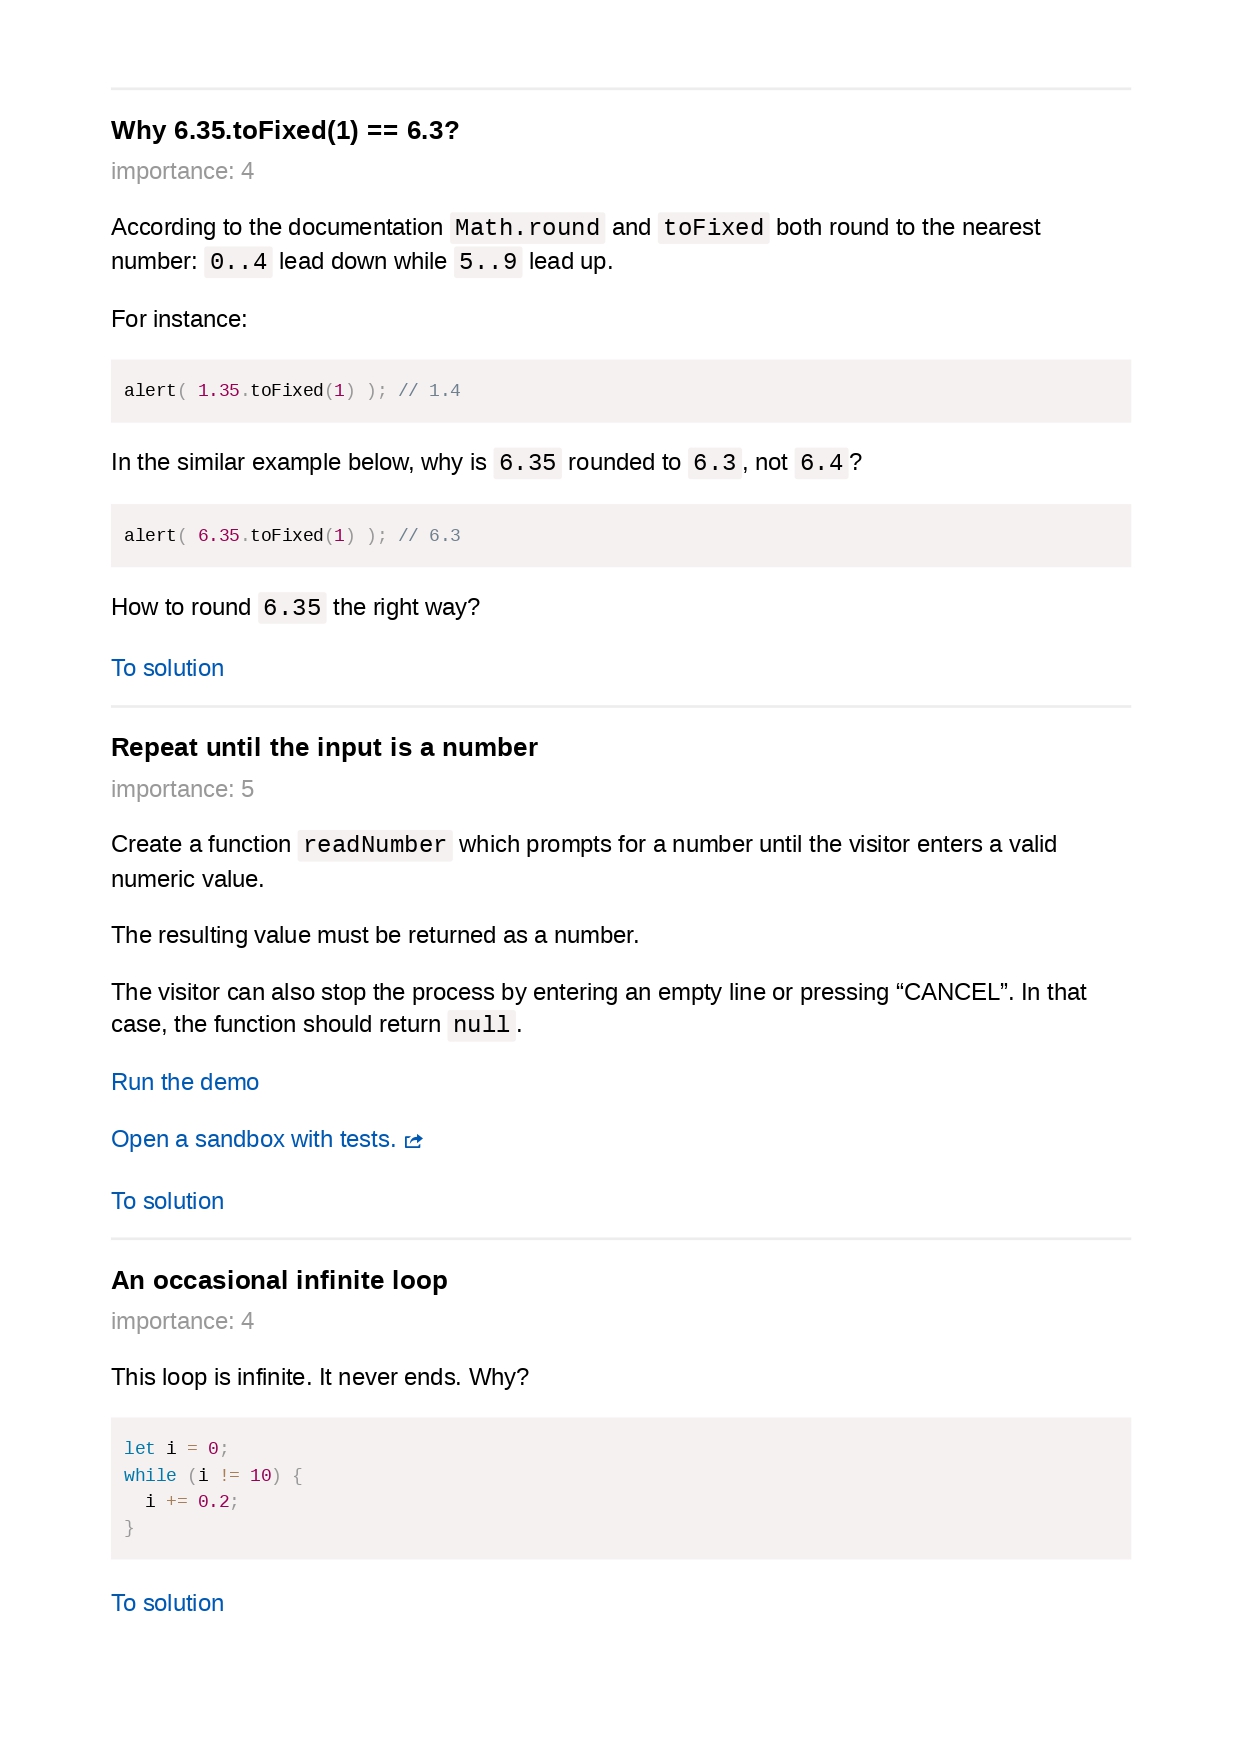 Why 6.35.toFixed(1) == 6.3?
importance: 4
According to the documentation Math.round and toFixed both round to the nearest
number: 0..4 lead down while 5..9 lead up.
For instance:
alert( 1.35.toFixed(1) ); // 1.4
In the similar example below, why is 6.35 rounded to 6.3, not 6.4?
alert( 6.35.toFixed(1) ); // 6.3
How to round 6.35 the right way?
To solution
Repeat until the input is a number
importance: 5
Create a function readNumber which prompts for a number until the visitor enters a valid
numeric value.
The resulting value must be returned as a number.
The visitor can also stop the process by entering an empty line or pressing “CANCEL”. In that
case, the function should return null.
Run the demo
Open a sandbox with tests.
To solution
An occasional infinite loop
importance: 4
This loop is infinite. It never ends. Why?
let i = 0;
while (i != 10) {
  i += 0.2;
}
To solution